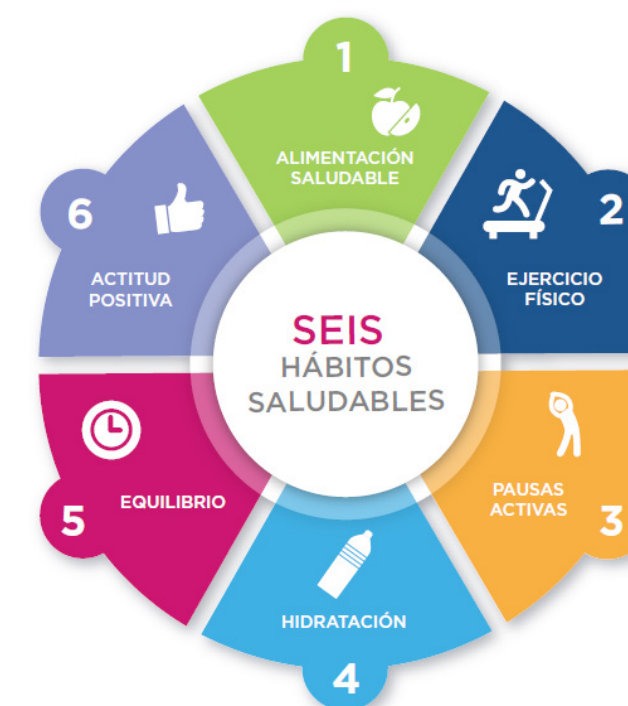 SEIS
HÁBITOS
SALUDABLES
1
ALIMENTACIÓN
SALUDABLE
2
EJERCICIO
FÍSICO
3
PAUSAS
ACTIVAS
4
HIDRATACIÓN
5
EQUILIBRIO
6
ACTITUD
POSITIVA